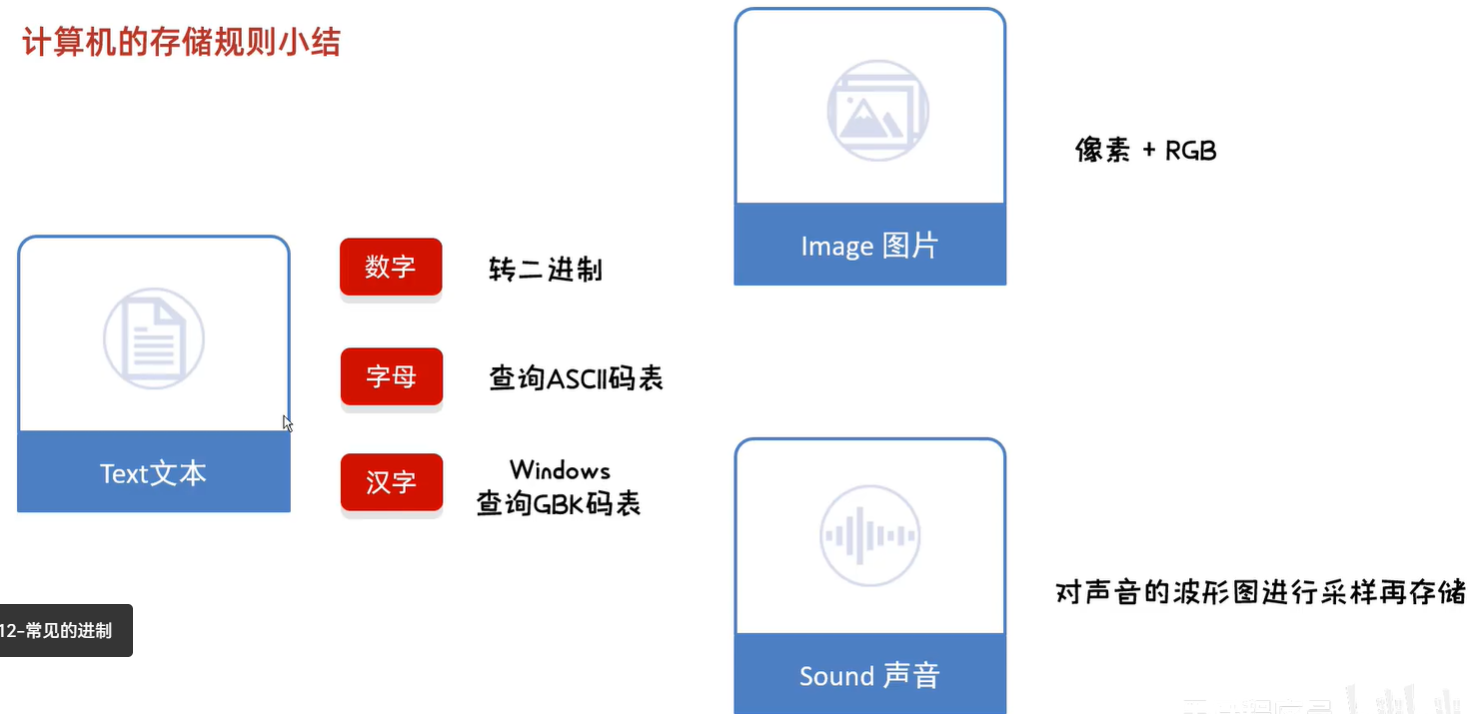 计算机的存储规则小结
Text文本
数字
转二进制
字母
查询ASCII码表
汉字
Windows
查询GBK码表
Image 图片
像素 + RGB
Sound 声音
对声音的波形图进行采样再存储
12-常见的进制